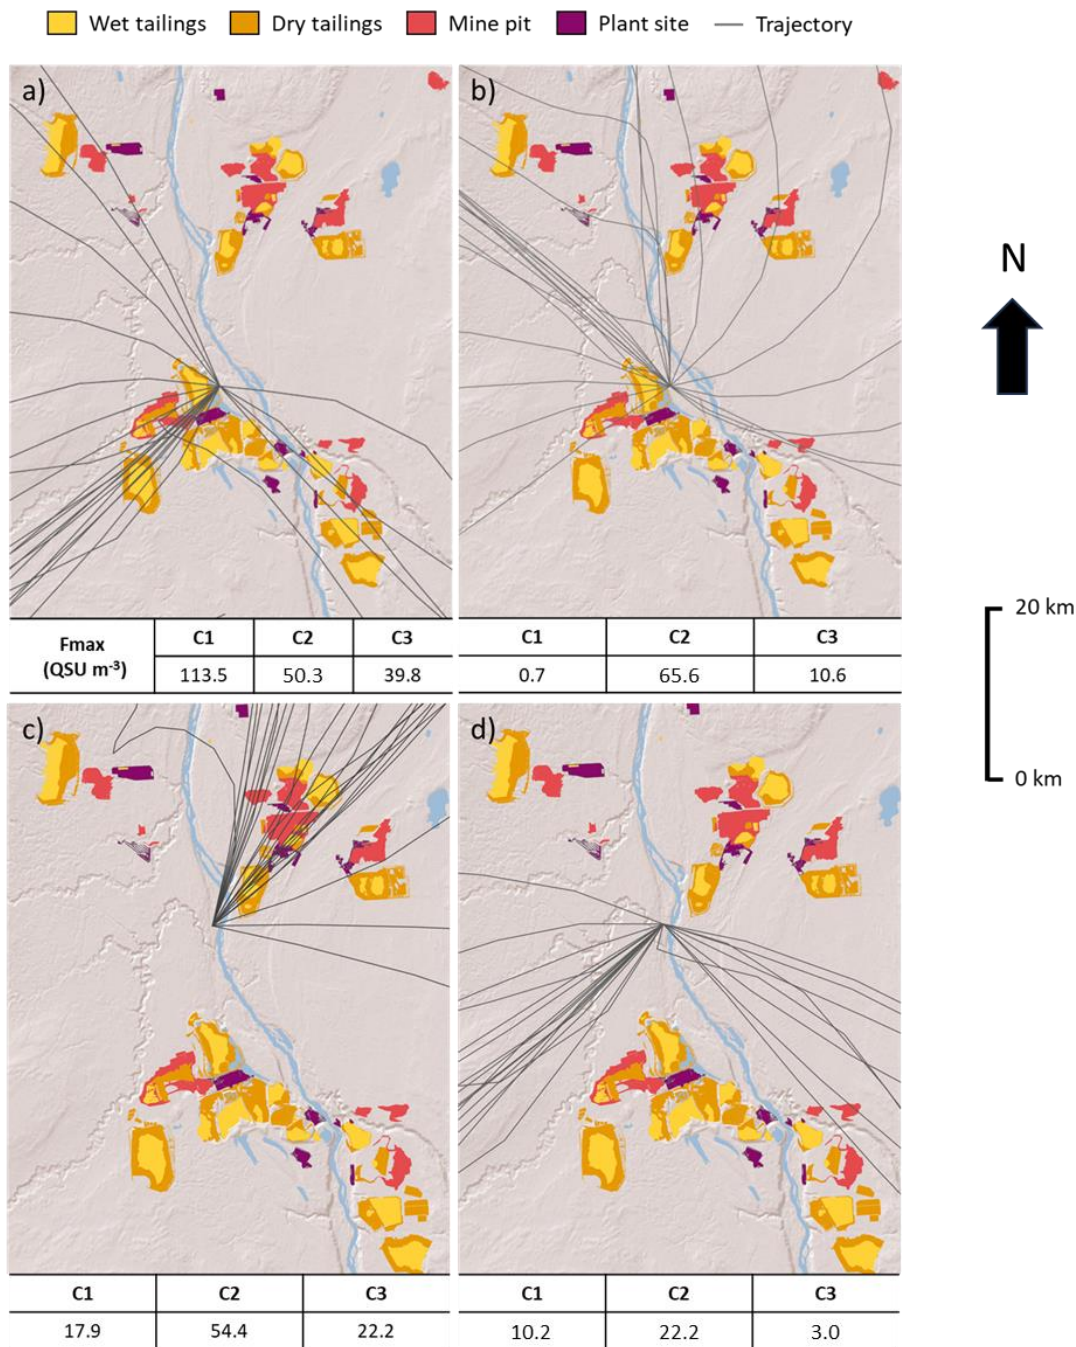 Wet tailings Dry tailings Mine pit Plant site Trajectory
a) b)
N
20 km
0 km
Fmax (QSU m-3) C1 C2 C3
113.5 50.3 39.8
C1 C2 C3
0.7 65.6 10.6
c) d)
C1 C2 C3
17.9 54.4 22.2
C1 C2 C3
10.2 22.2 3.0